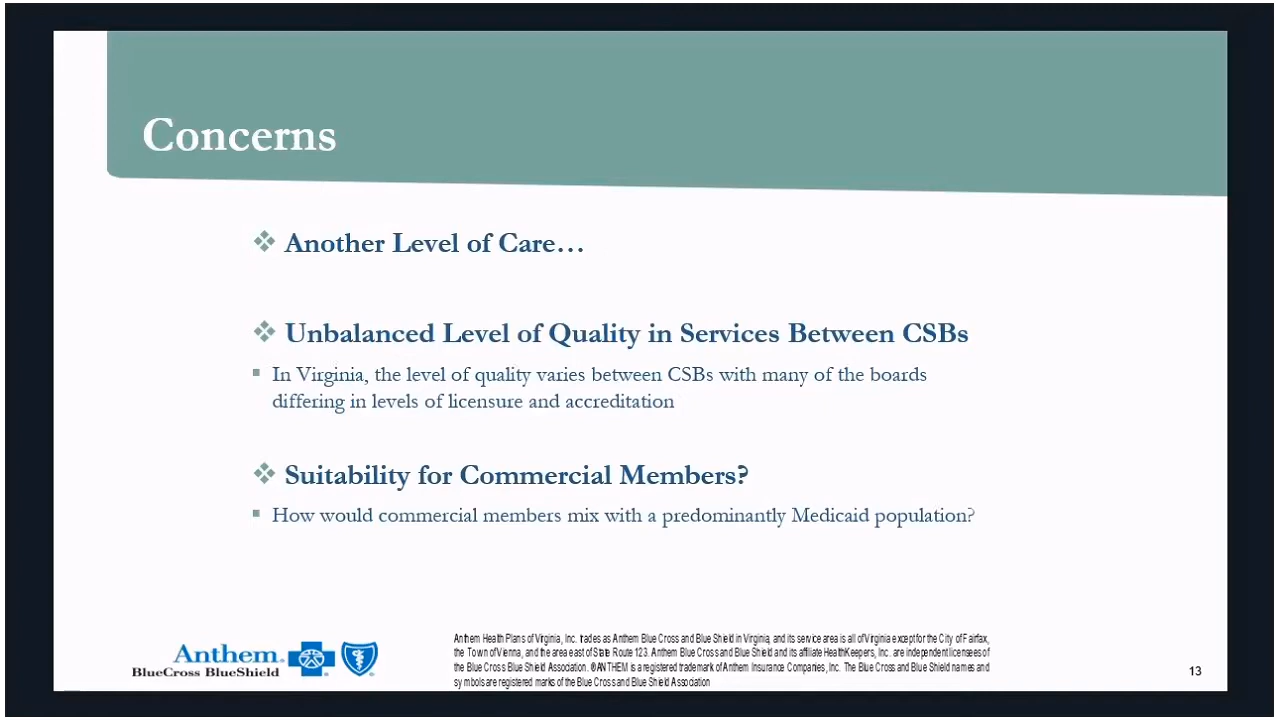 Concerns
Another Level of Care…
Unbalanced Level of Quality in Services Between CSBs
In Virginia, the level of quality varies between CSBs with many of the boards
differing in levels of licensure and accreditation
Suitability for Commercial Members?
How would commercial members mix with a predominantly Medicaid population?
Anthem.
BlueCross BlueShield
Anthem Health Plans of Virginia, Inc. trades as Anthem Blue Cross and Blue Shield in Virginia, and its service area is all of Virginia except for the City of Fairfax,
the Town of Vienna, and the area east of State Route 123. Anthem Blue Cross and Blue Shield and its affiliate HealthKeepers, Inc. are independent licensees of
the Blue Cross Blue Shield Association. ®ANTHEM is a registered trademark of Anthem Insurance Companies, Inc. The Blue Cross and Blue Shield names and
symbols are registered marks of the Blue Cross and Blue Shield Association
13